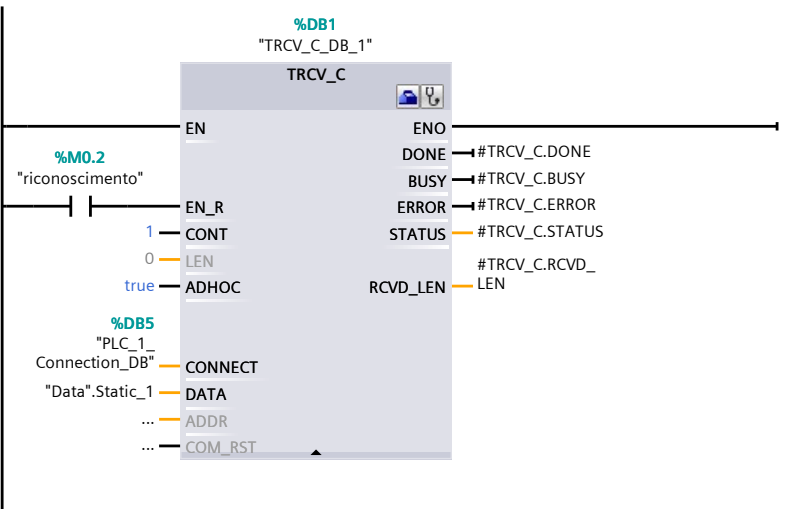 %DB1
"TRCV_C_DB_1"
TRCV_C
EN
ENO
DONE
#TRCV_C.DONE
%M0.2
"riconoscimento"
BUSY
#TRCV_C.BUSY
EN_R
ERROR
#TRCV_C.ERROR
1
CONT
STATUS
#TRCV_C.STATUS
0
LEN
#TRCV_C.RCVD_
LEN
true
ADHOC
RCVD_LEN
%DB5
"PLC_1_
Connection_DB"
CONNECT
"Data".Static_1
DATA
...
ADDR
...
COM_RST